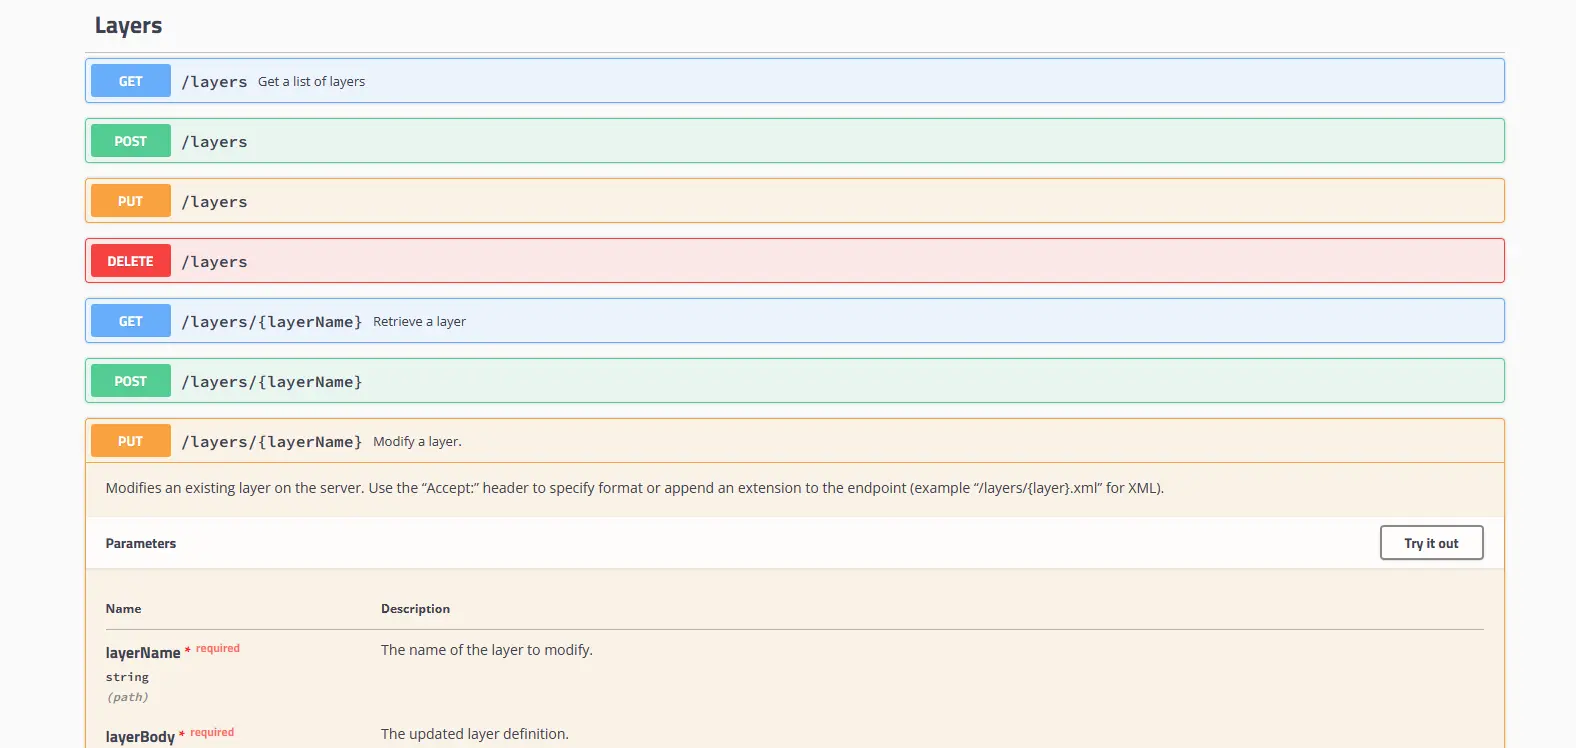 Layers
GET /layers Get a list of layers
POST /layers
PUT /layers
DELETE /layers
GET /layers/{layerName} Retrieve a layer
POST /layers/{layerName}
PUT /layers/{layerName} Modify a layer.
Modifies an existing layer on the server. Use the “Accept:” header to specify format or append an extension to the endpoint (example “/layers/{layer}.xml” for XML).
Parameters Try it out
Name Description
layerName * required The name of the layer to modify.
string
(path)
layerBody * required The updated layer definition.